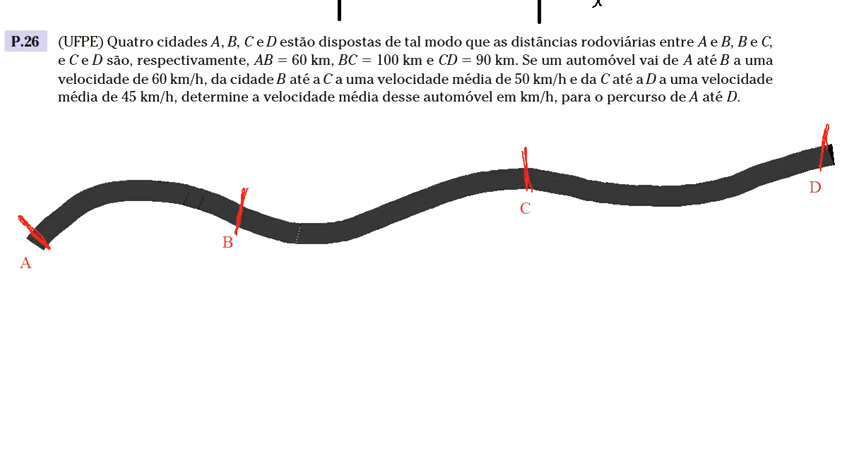 P.26 (UFPE) Quatro cidades A, B, C e D estão dispostas de tal modo que as distâncias rodoviárias entre A e B, B e C,
e C e D são, respectivamente, AB = 60 km, BC = 100 km e CD = 90 km. Se um automóvel vai de A até B a uma
velocidade de 60 km/h, da cidade B até a C a uma velocidade média de 50 km/h e da C até a D a uma velocidade
média de 45 km/h, determine a velocidade média desse automóvel em km/h, para o percurso de A até D.
A
B
C
D